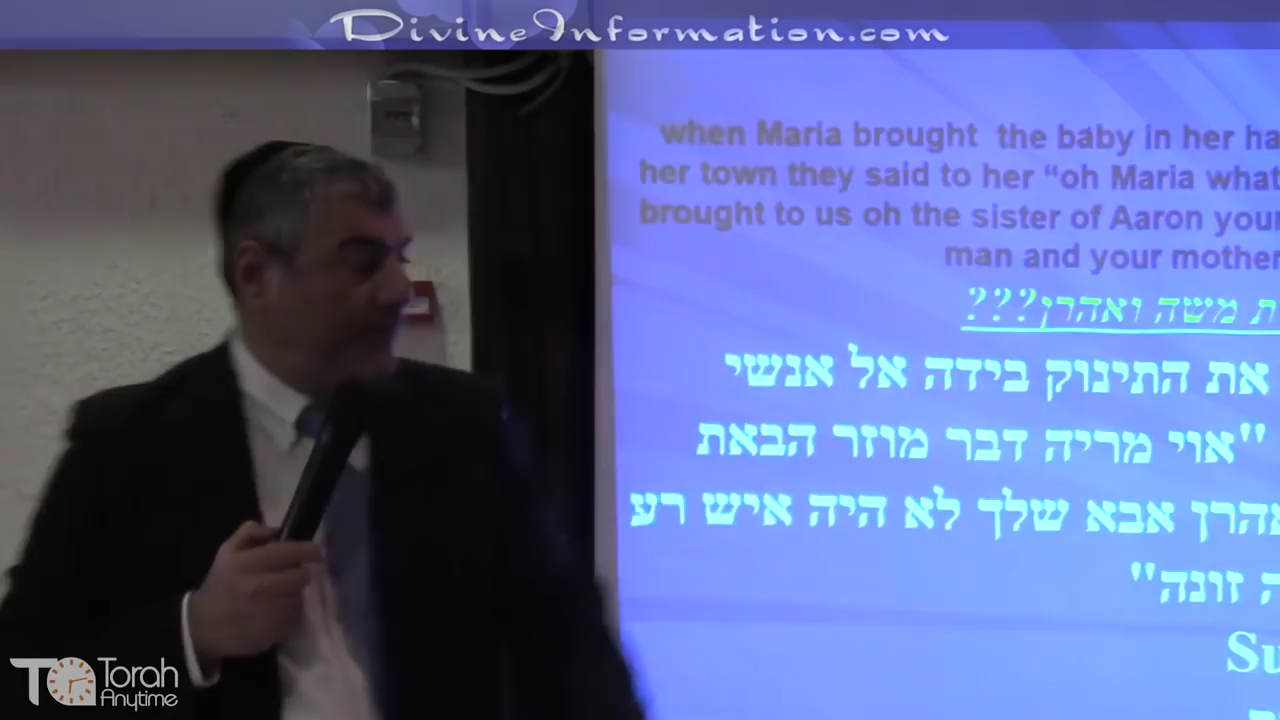 DivineInformation.com
when Maria brought the baby in her ha
her town they said to her “oh Maria what
brought to us oh the sister of Aaron your
man and your mother
ת משה ואהרן???
את התינוק בידה אל אנשי
"אוי מריה דבר מוזר הבאת
אהרן אבא שלך לא היה איש רע
ה זונה"
Su
Torah
Anytime